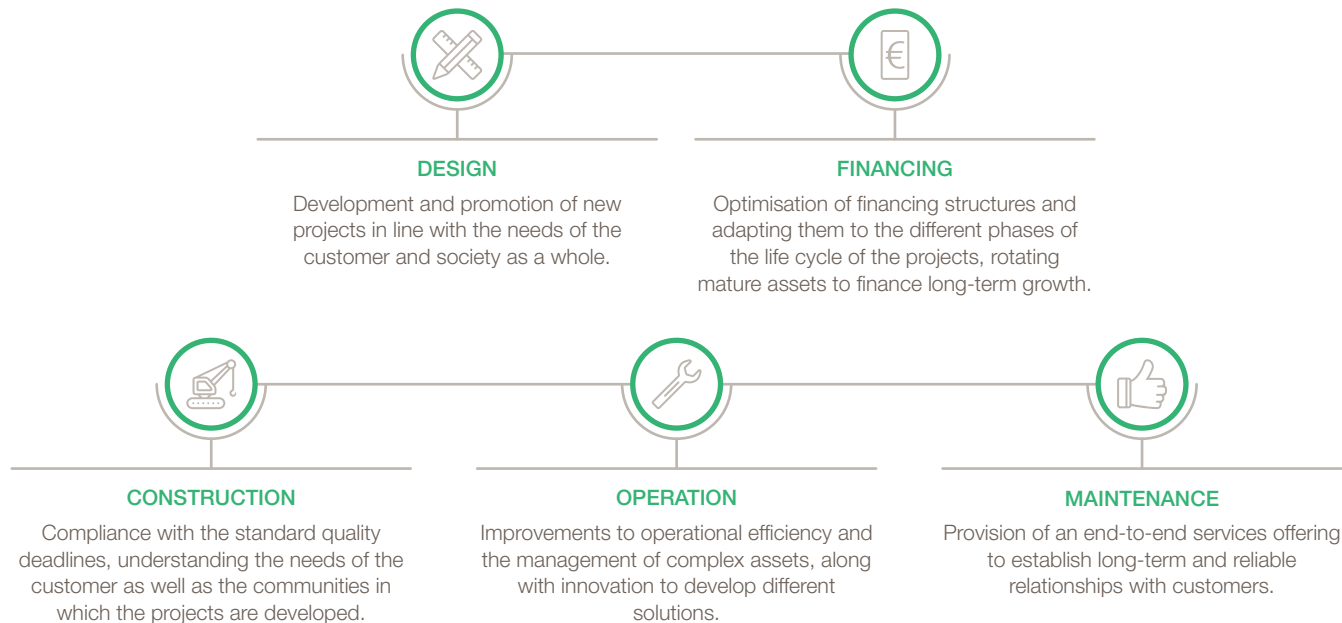 €
DESIGN
Development and promotion of new
projects in line with the needs of the
customer and society as a whole.
FINANCING
Optimisation of financing structures and
adapting them to the different phases of
the life cycle of the projects, rotating
mature assets to finance long-term growth.
CONSTRUCTION
Compliance with the standard quality
deadlines, understanding the needs of the
customer as well as the communities in
which the projects are developed.
OPERATION
Improvements to operational efficiency and
the management of complex assets, along
with innovation to develop different
solutions.
MAINTENANCE
Provision of an end-to-end services offering
to establish long-term and reliable
relationships with customers.